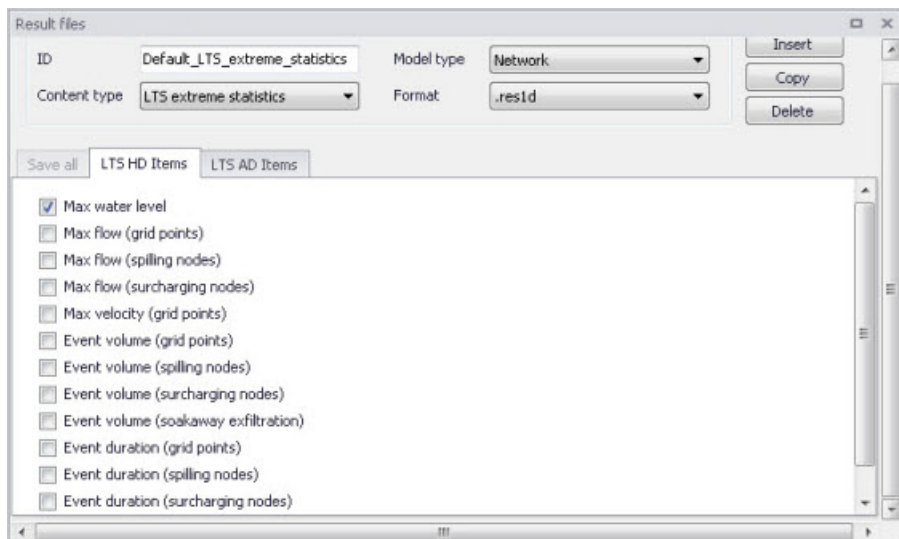 Result files
ID Default_LTS_extreme_statistics Model type Network Insert
Copy
Content type LTS extreme statistics Format .res1d
Delete
Save all LTS HD Items LTS AD Items
Max water level
Max flow (grid points)
Max flow (spilling nodes)
Max flow (surcharging nodes)
Max velocity (grid points)
Event volume (grid points)
Event volume (spilling nodes)
Event volume (surcharging nodes)
Event volume (soakaway exfiltration)
Event duration (grid points)
Event duration (spilling nodes)
Event duration (surcharging nodes)